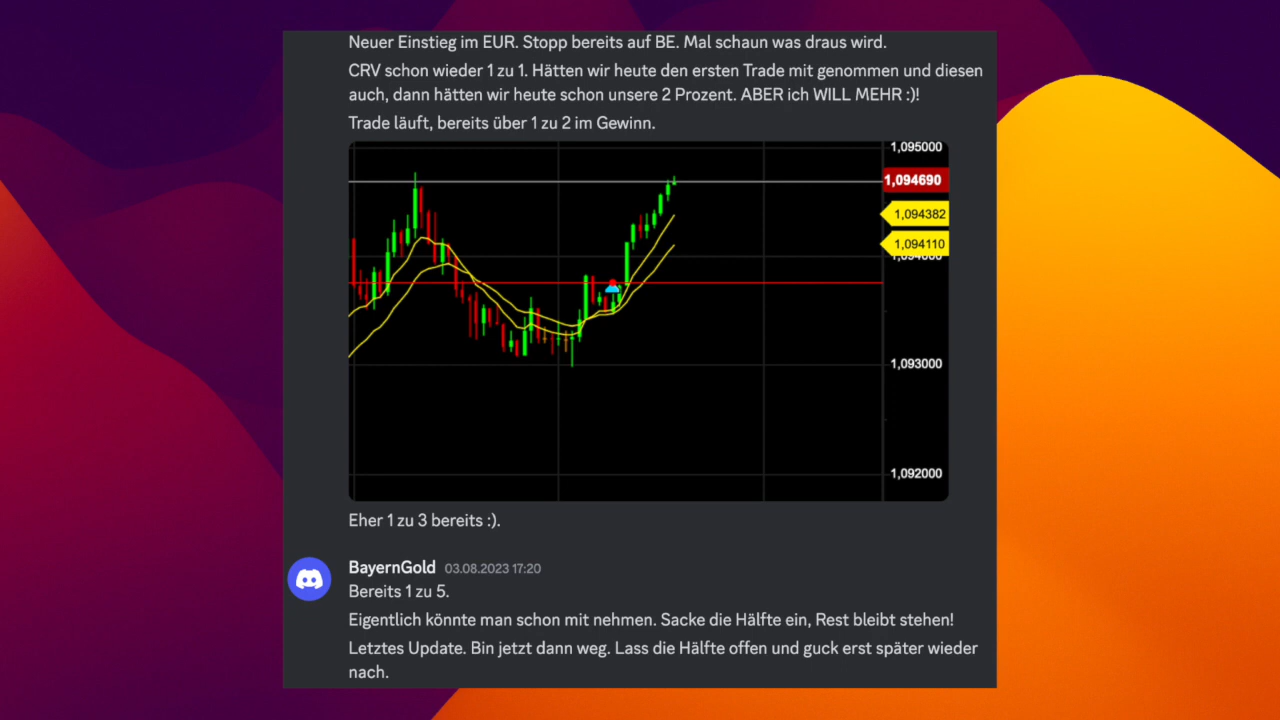 Neuer Einstieg im EUR. Stopp bereits auf BE. Mal schaun was draus wird.
CRV schon wieder 1 zu 1. Hätten wir heute den ersten Trade mit genommen und diesen
auch, dann hätten wir heute schon unsere 2 Prozent. ABER ich WILL MEHR :)!
Trade läuft, bereits über 1 zu 2 im Gewinn.
1,095000
1,094690
1,094382
1,094110
1,094000
1,093000
1,092000
Eher 1 zu 3 bereits :).
BayernGold 03.08.2023 17:20
Bereits 1 zu 5.
Eigentlich könnte man schon mit nehmen. Sacke die Hälfte ein, Rest bleibt stehen!
Letztes Update. Bin jetzt dann weg. Lass die Hälfte offen und guck erst später wieder
nach.